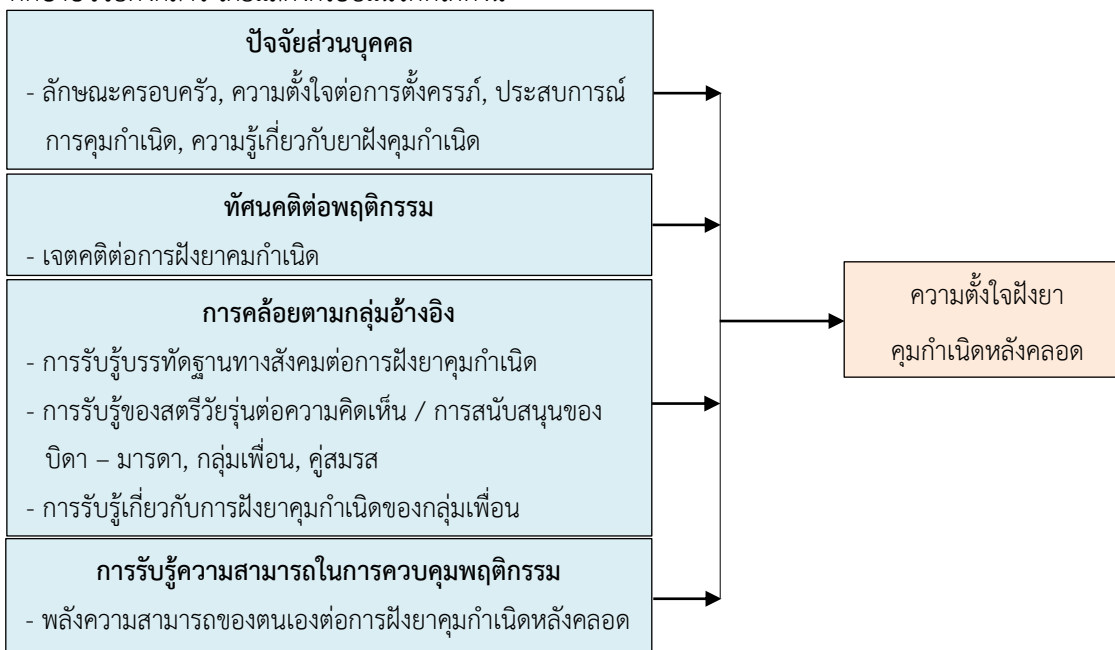 ปัจจัยส่วนบุคคล
- ลักษณะครอบครัว, ความตั้งใจต่อการตั้งครรภ์, ประสบการณ์
การคุมกำเนิด, ความรู้เกี่ยวกับยาฝังคุมกำเนิด
ทัศนคติต่อพฤติกรรม
- เจตคติต่อการฝังยาคมกำเนิด
การคล้อยตามกลุ่มอ้างอิง
- การรับรู้บรรทัดฐานทางสังคมต่อการฝังยาคุมกำเนิด
- การรับรู้ของสตรีวัยรุ่นต่อความคิดเห็น / การสนับสนุนของ
บิดา – มารดา, กลุ่มเพื่อน, คู่สมรส
- การรับรู้เกี่ยวกับการฝังยาคุมกำเนิดของกลุ่มเพื่อน
การรับรู้ความสามารถในการควบคุมพฤติกรรม
- พลังความสามารถของตนเองต่อการฝังยาคุมกำเนิดหลังคลอด
ความตั้งใจฝังยา
คุมกำเนิดหลังคลอด